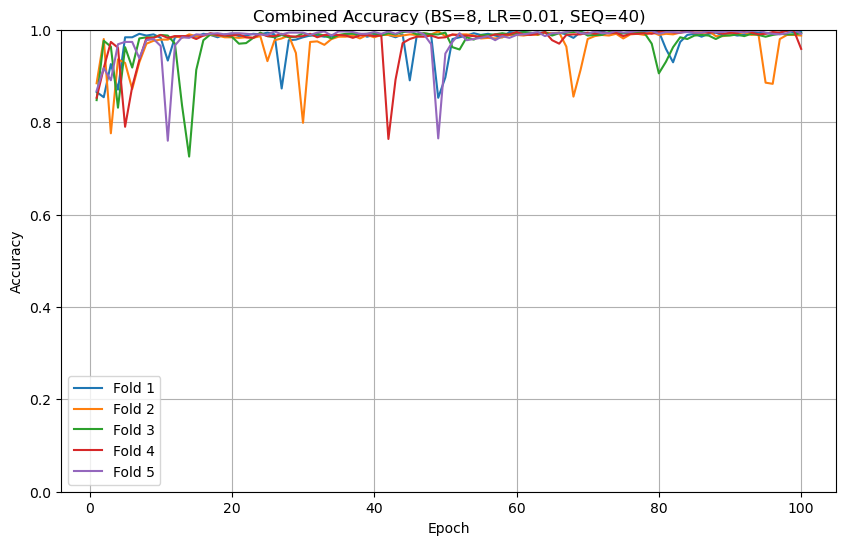 Combined Accuracy (BS=8, LR=0.01, SEQ=40)
1.0
0.8
0.6
0.4
0.2
0.0
Accuracy
Fold 1
Fold 2
Fold 3
Fold 4
Fold 5
0 20 40 60 80 100
Epoch